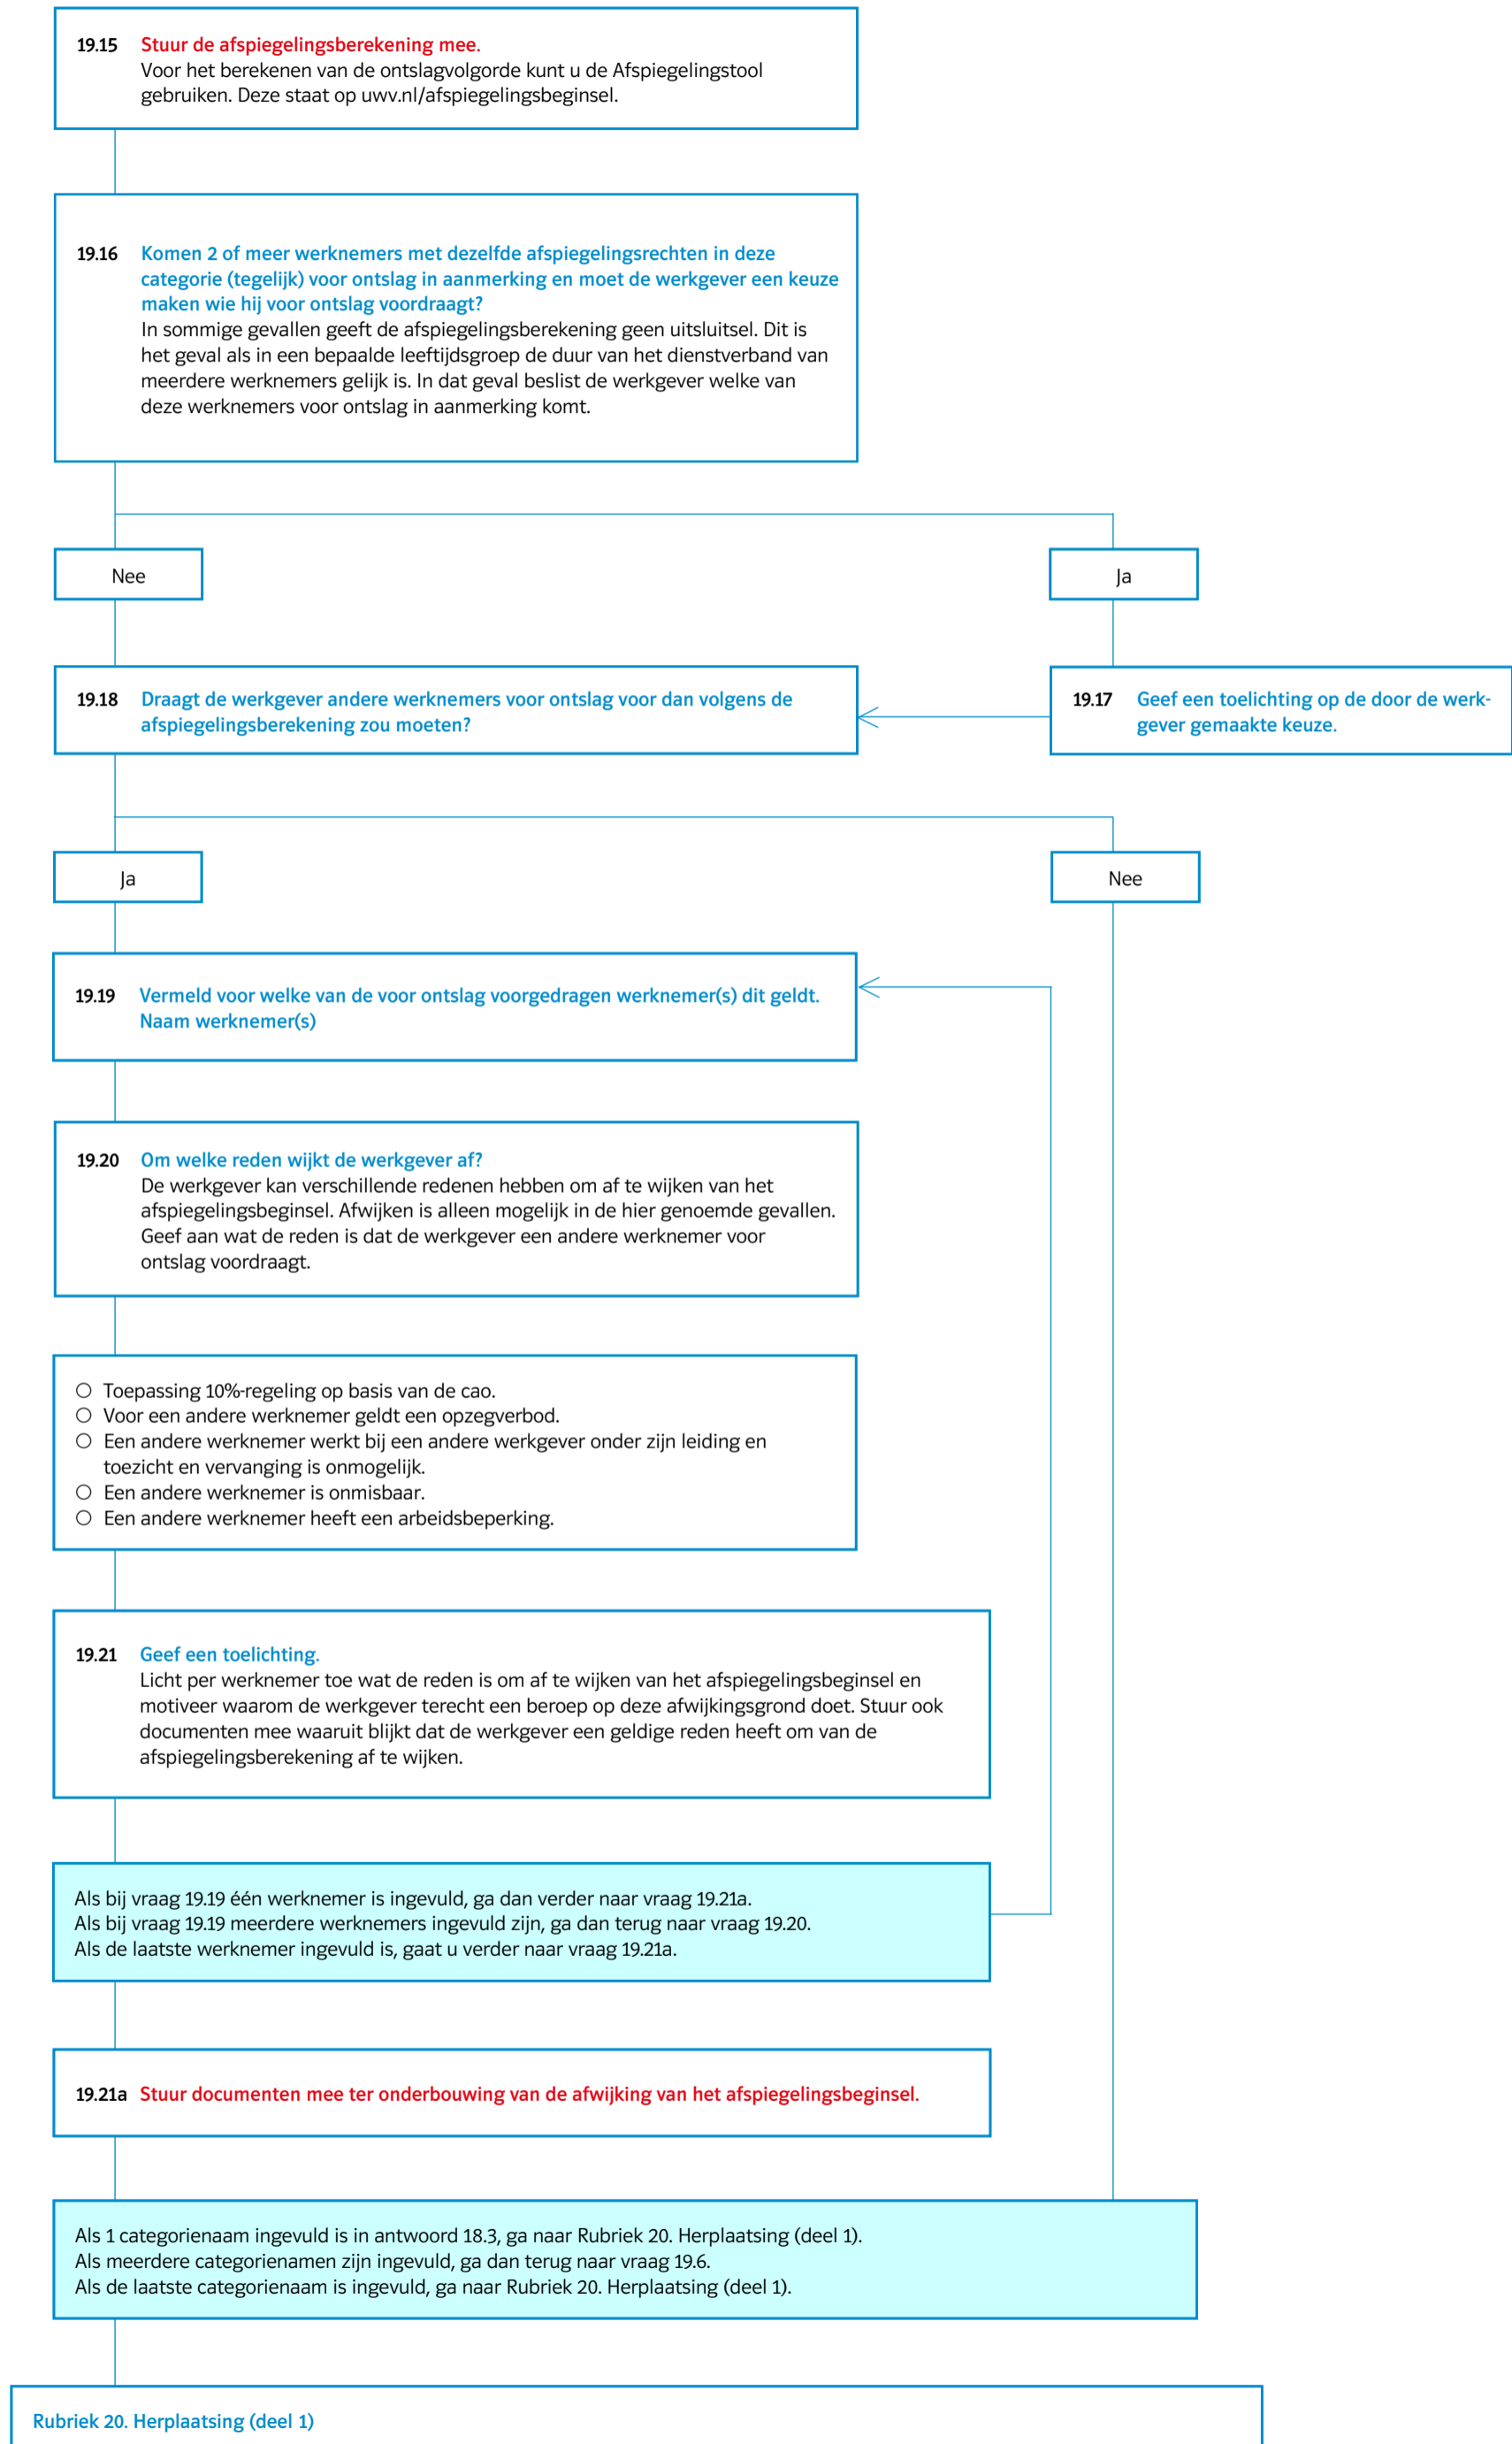 19.15 Stuur de afspiegelingsberekening mee.
Voor het berekenen van de ontslagvolgorde kunt u de Afspiegelingstool
gebruiken. Deze staat op uwv.nl/afspiegelingsbeginsel.
19.16 Komen 2 of meer werknemers met dezelfde afspiegelingsrechten in deze
categorie (tegelijk) voor ontslag in aanmerking en moet de werkgever een keuze
maken wie hij voor ontslag voordraagt?
In sommige gevallen geeft de afspiegelingsberekening geen uitsluitsel. Dit is
het geval als in een bepaalde leeftijdsgroep de duur van het dienstverband van
meerdere werknemers gelijk is. In dat geval beslist de werkgever welke van
deze werknemers voor ontslag in aanmerking komt.
Nee
Ja
19.18 Draagt de werkgever andere werknemers voor ontslag voor dan volgens de
afspiegelingsberekening zou moeten?
19.17 Geef een toelichting op de door de werk-
gever gemaakte keuze.
Ja
Nee
19.19 Vermeld voor welke van de voor ontslag voorgedragen werknemer(s) dit geldt.
Naam werknemer(s)
19.20 Om welke reden wijkt de werkgever af?
De werkgever kan verschillende redenen hebben om af te wijken van het
afspiegelingsbeginsel. Afwijken is alleen mogelijk in de hier genoemde gevallen.
Geef aan wat de reden is dat de werkgever een andere werknemer voor
ontslag voordraagt.
Toepassing 10%-regeling op basis van de cao.
Voor een andere werknemer geldt een opzegverbod.
Een andere werknemer werkt bij een andere werkgever onder zijn leiding en
toezicht en vervanging is onmogelijk.
Een andere werknemer is onmisbaar.
Een andere werknemer heeft een arbeidsbeperking.
19.21 Geef een toelichting.
Licht per werknemer toe wat de reden is om af te wijken van het afspiegelingsbeginsel en
motiveer waarom de werkgever terecht een beroep op deze afwijkingsgrond doet. Stuur ook
documenten mee waaruit blijkt dat de werkgever een geldige reden heeft om van de
afspiegelingsberekening af te wijken.
Als bij vraag 19.19 één werknemer is ingevuld, ga dan verder naar vraag 19.21a.
Als bij vraag 19.19 meerdere werknemers ingevuld zijn, ga dan terug naar vraag 19.20.
Als de laatste werknemer ingevuld is, gaat u verder naar vraag 19.21a.
19.21a Stuur documenten mee ter onderbouwing van de afwijking van het afspiegelingsbeginsel.
Als 1 categorienaam ingevuld is in antwoord 18.3, ga naar Rubriek 20. Herplaatsing (deel 1).
Als meerdere categorienamen zijn ingevuld, ga dan terug naar vraag 19.6.
Als de laatste categorienaam is ingevuld, ga naar Rubriek 20. Herplaatsing (deel 1).
Rubriek 20. Herplaatsing (deel 1)